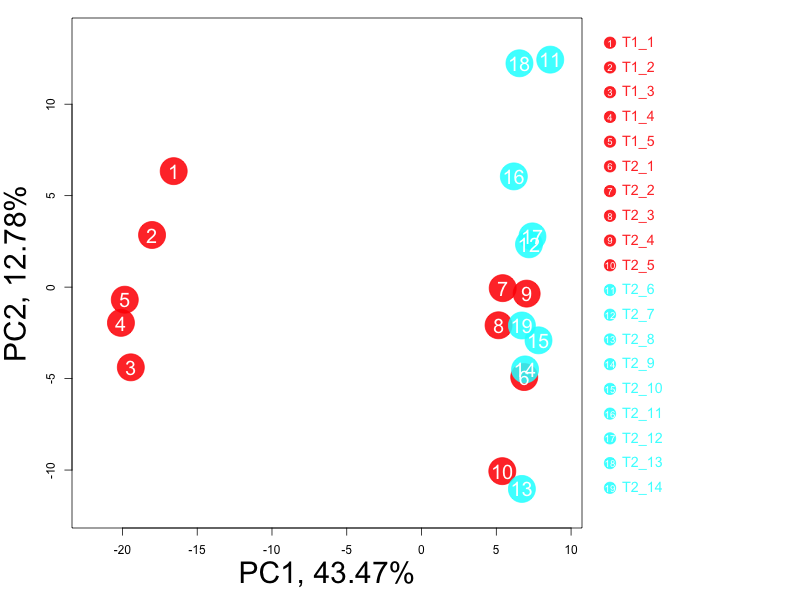 18 11
16
1
17
2 12
7
9
5
4 8 19
15
3 14
6
10
13
10
5
0
-5
-10
-20 -15 -10 -5 0 5 10
PC1, 43.47%
PC2, 12.78%
1 T1_1
2 T1_2
3 T1_3
4 T1_4
5 T1_5
6 T2_1
7 T2_2
8 T2_3
9 T2_4
10 T2_5
11 T2_6
12 T2_7
13 T2_8
14 T2_9
15 T2_10
16 T2_11
17 T2_12
18 T2_13
19 T2_14